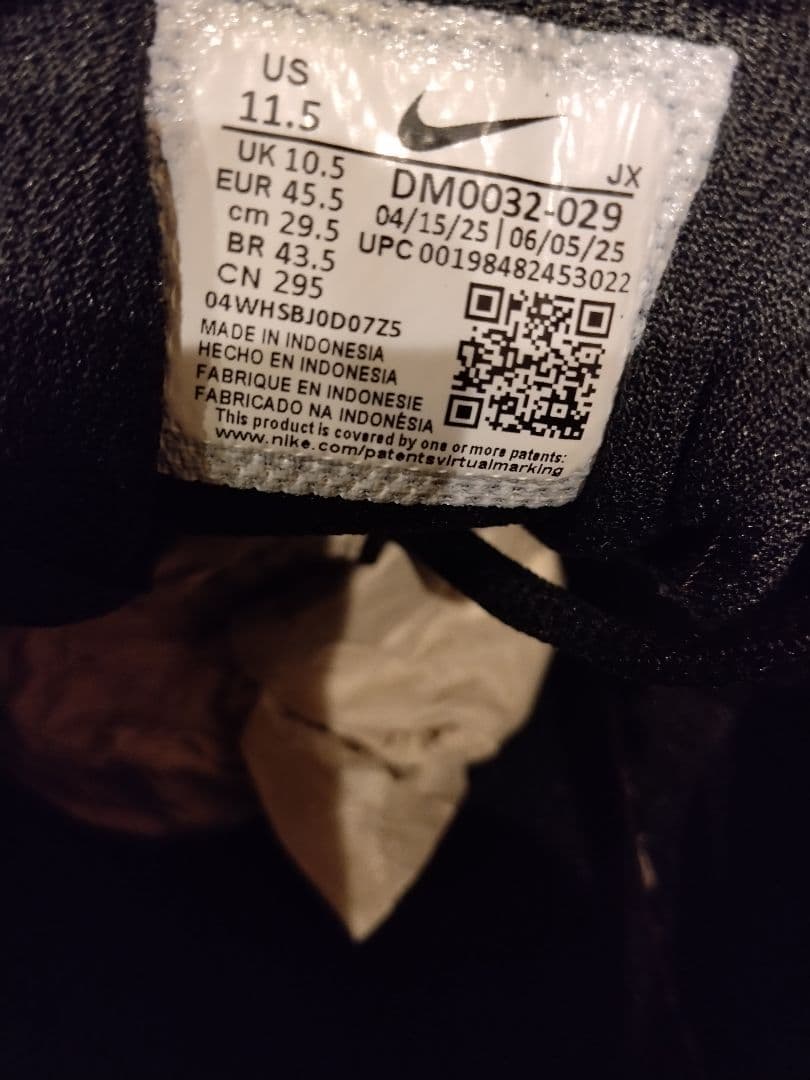 US
11.5
UK 10.5
EUR 45.5
cm 29.5
BR 43.5
CN 295
04WHSBJ0D07Z5
JX
DM0032-029
04/15/25 | 06/05/25
UPC 00198482453022
MADE IN INDONESIA
HECHO EN INDONESIA
FABRIQUE EN INDONESIE
FABRICADO NA INDONÉSIA
This product is covered by one or more patents:
www.nike.com/patentsvirtualmarking